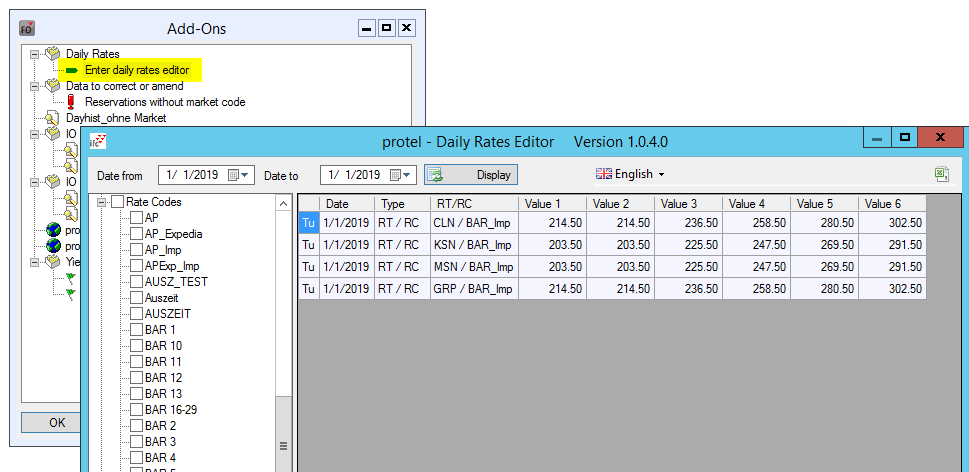 FO
Add-Ons
Daily Rates
Enter daily rates editor
Data to correct or amend
Reservations without market code
Dayhist_ohne Market
IO
IO
pro
pro
Yie
OK
ifc
protel - Daily Rates Editor Version 1.0.4.0
Date from 1/ 1/2019 Date to 1/ 1/2019 Display English
Rate Codes
AP
AP_Expedia
AP_Imp
APExp_Imp
AUSZ_TEST
Auszeit
AUSZEIT
BAR 1
BAR 10
BAR 11
BAR 12
BAR 13
BAR 16-29
BAR 2
BAR 3
BAR 4
Date Type RT/RC Value 1 Value 2 Value 3 Value 4 Value 5 Value 6
Tu 1/1/2019 RT / RC CLN / BAR_Imp 214.50 214.50 236.50 258.50 280.50 302.50
Tu 1/1/2019 RT / RC KSN / BAR_Imp 203.50 203.50 225.50 247.50 269.50 291.50
Tu 1/1/2019 RT / RC MSN / BAR_Imp 203.50 203.50 225.50 247.50 269.50 291.50
Tu 1/1/2019 RT / RC GRP / BAR_Imp 214.50 214.50 236.50 258.50 280.50 302.50